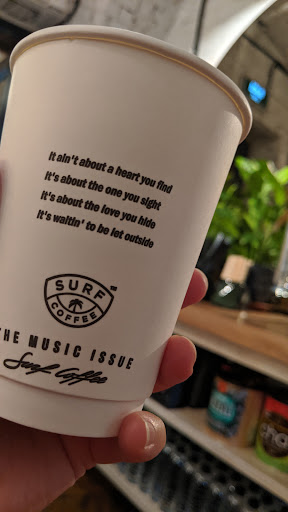 It ain't about a heart you find
It's about the one you sight
It's about the love you hide
It's waitin' to be let outside
SURF
COFFEE
THE MUSIC ISSUE
Surf Coffee